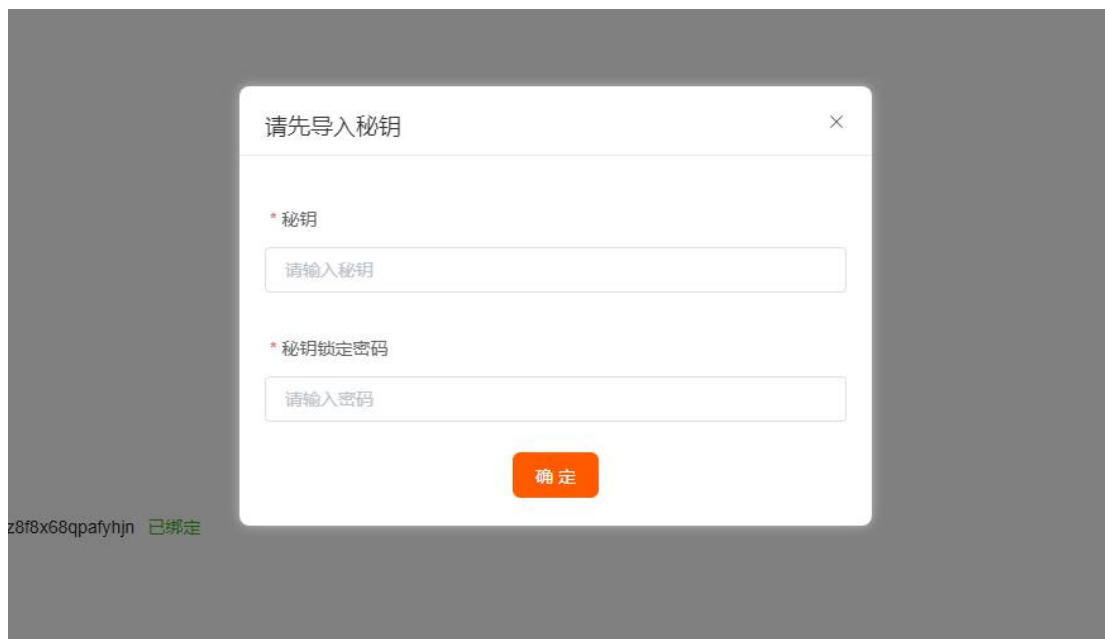 请先导入秘钥
* 秘钥
请输入秘钥
* 秘钥锁定密码
请输入密码
确 定
z8f8x68qpafyhjn 已绑定